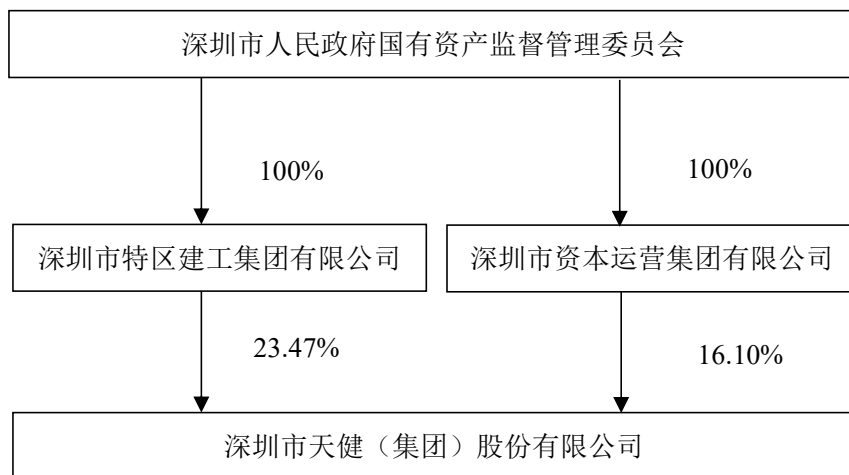 深圳市人民政府国有资产监督管理委员会
100%
100%
深圳市特区建工集团有限公司
深圳市资本运营集团有限公司
23.47%
16.10%
深圳市天健（集团）股份有限公司